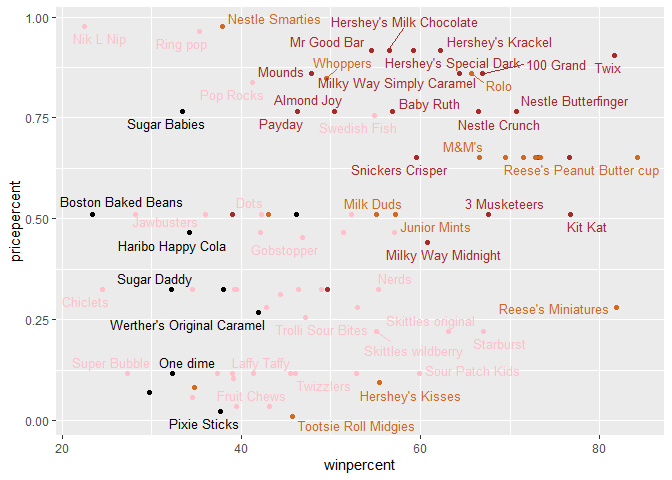 1.00
Nestle Smarties
Hershey's Milk Chocolate
Nik L Nip
Ring pop
Mr Good Bar
Hershey's Krackel
Whoppers
Hershey's Special Dark
100 Grand
Twix
Mounds
Milky Way Simply Caramel
Rolo
Pop Rocks
Almond Joy
Baby Ruth
Nestle Butterfinger
0.75
Sugar Babies
Payday
Swedish Fish
Nestle Crunch
M&M's
Snickers Crisper
Reese's Peanut Butter cup
Boston Baked Beans
Dots
Milk Duds
3 Musketeers
0.50
Jawbusters
Junior Mints
Kit Kat
Haribo Happy Cola
Gobstopper
Milky Way Midnight
Sugar Daddy
Nerds
Chiclets
Reese's Miniatures
0.25
Werther's Original Caramel
Trolli Sour Bites
Skittles original
Skittles wildberry
Starburst
Super Bubble
One dime
Laffy Taffy
Sour Patch Kids
Twizzlers
Fruit Chews
Hershey's Kisses
0.00
Pixie Sticks
Tootsie Roll Midgies
20
40
60
80
winpercent
pricepercent